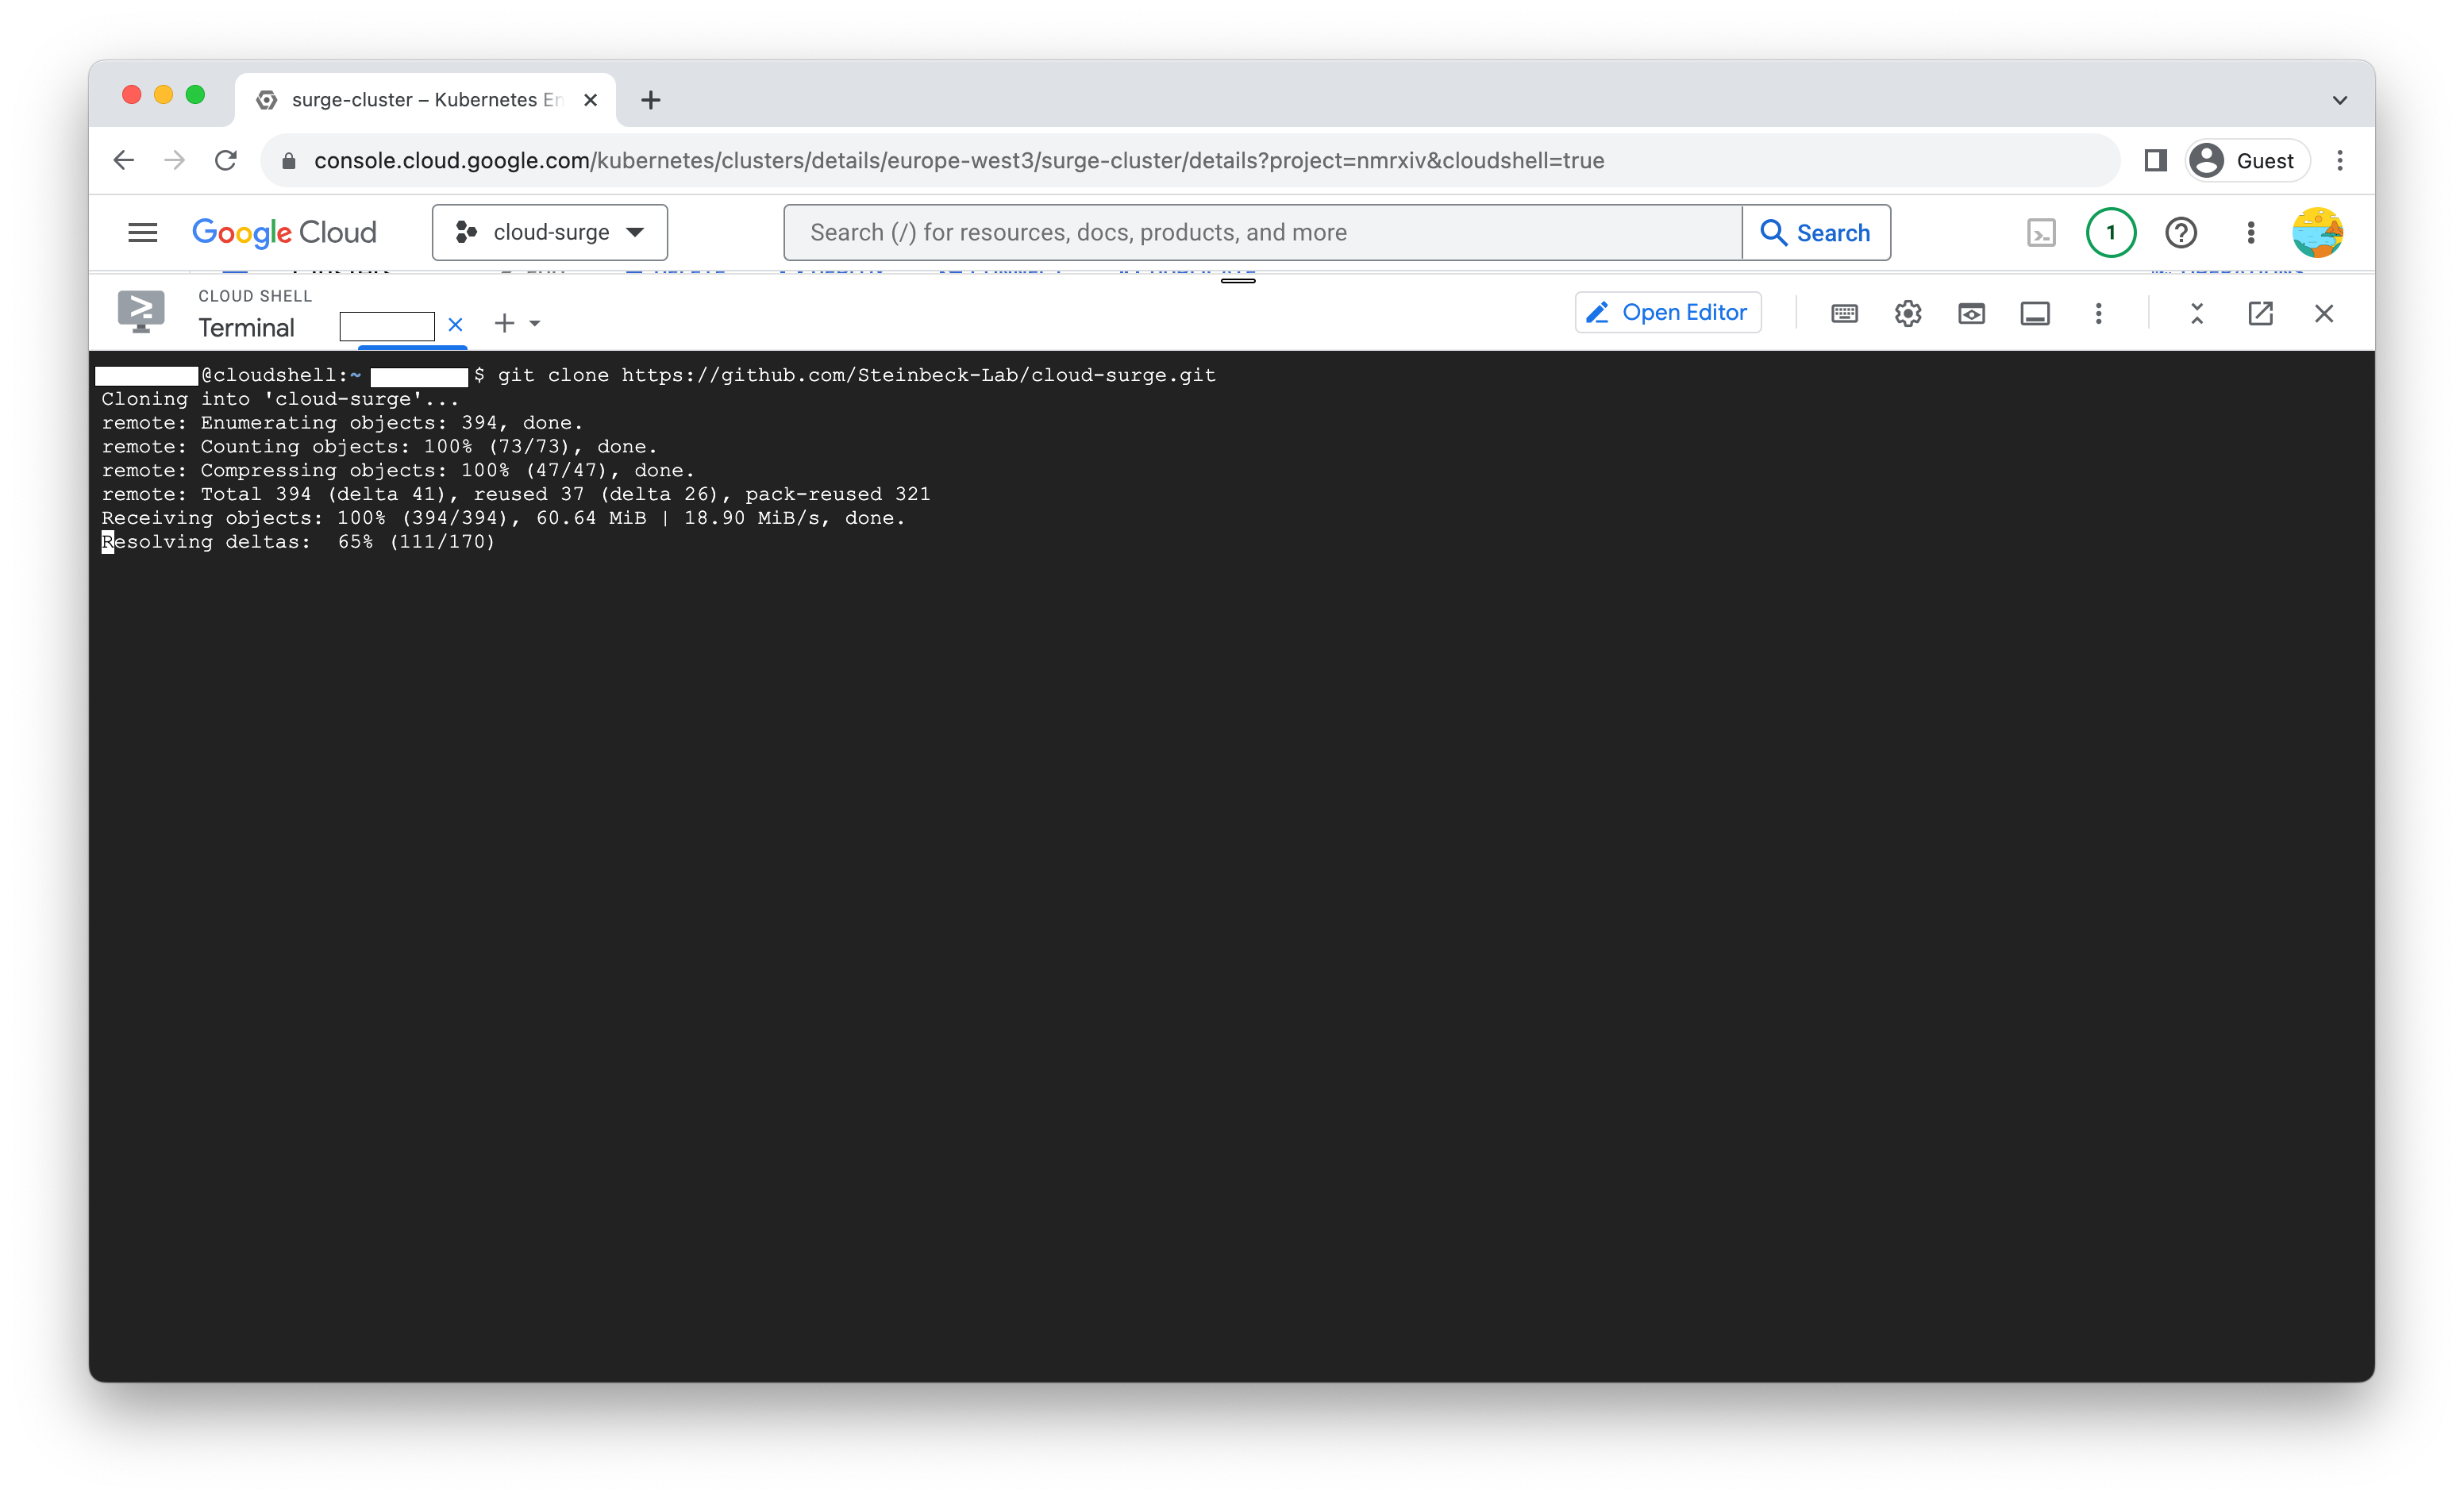 surge-cluster – Kubernetes En
console.cloud.google.com/kubernetes/clusters/details/europe-west3/surge-cluster/details?project=nmrxiv&cloudshell=true
Guest
Google Cloud
cloud-surge
Search (/) for resources, docs, products, and more
Search
1
CLOUD SHELL
Terminal
Open Editor
@cloudshell:~ $ git clone https://github.com/Steinbeck-Lab/cloud-surge.git
Cloning into 'cloud-surge'...
remote: Enumerating objects: 394, done.
remote: Counting objects: 100% (73/73), done.
remote: Compressing objects: 100% (47/47), done.
remote: Total 394 (delta 41), reused 37 (delta 26), pack-reused 321
Receiving objects: 100% (394/394), 60.64 MiB | 18.90 MiB/s, done.
Resolving deltas:  65% (111/170)